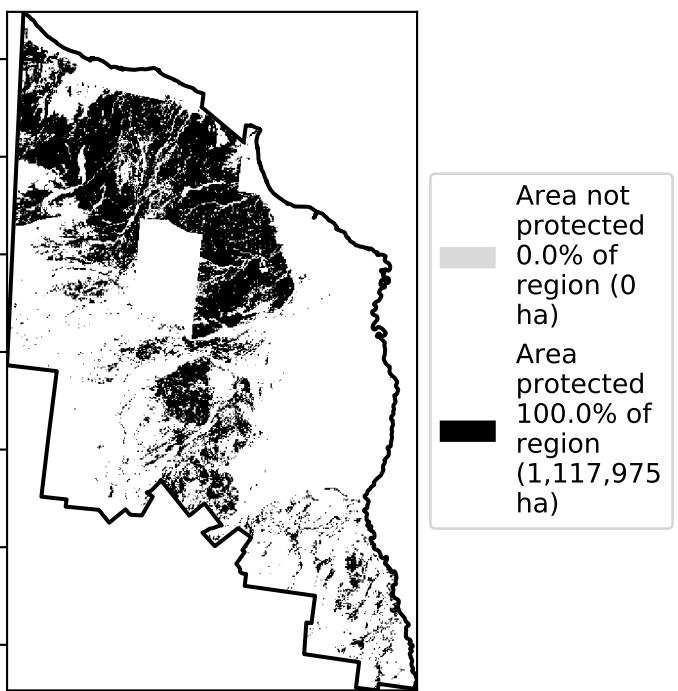 Area not
protected
0.0% of
region (0
ha)
Area
protected
100.0% of
region
(1,117,975
ha)